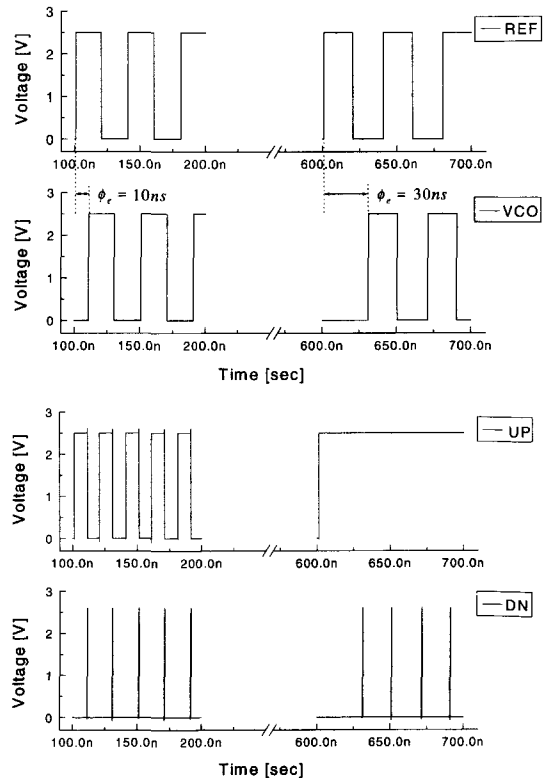 3
2
1
0
Voltage [V]
100.0n 150.0n 200.0n 600.0n 650.0n 700.0n
REF
ϕe = 10ns
ϕe = 30ns
3
2
1
0
Voltage [V]
100.0n 150.0n 200.0n 600.0n 650.0n 700.0n
VCO
Time [sec]
3
2
1
0
Voltage [V]
100.0n 150.0n 200.0n 600.0n 650.0n 700.0n
UP
3
2
1
0
Voltage [V]
100.0n 150.0n 200.0n 600.0n 650.0n 700.0n
DN
Time [sec]